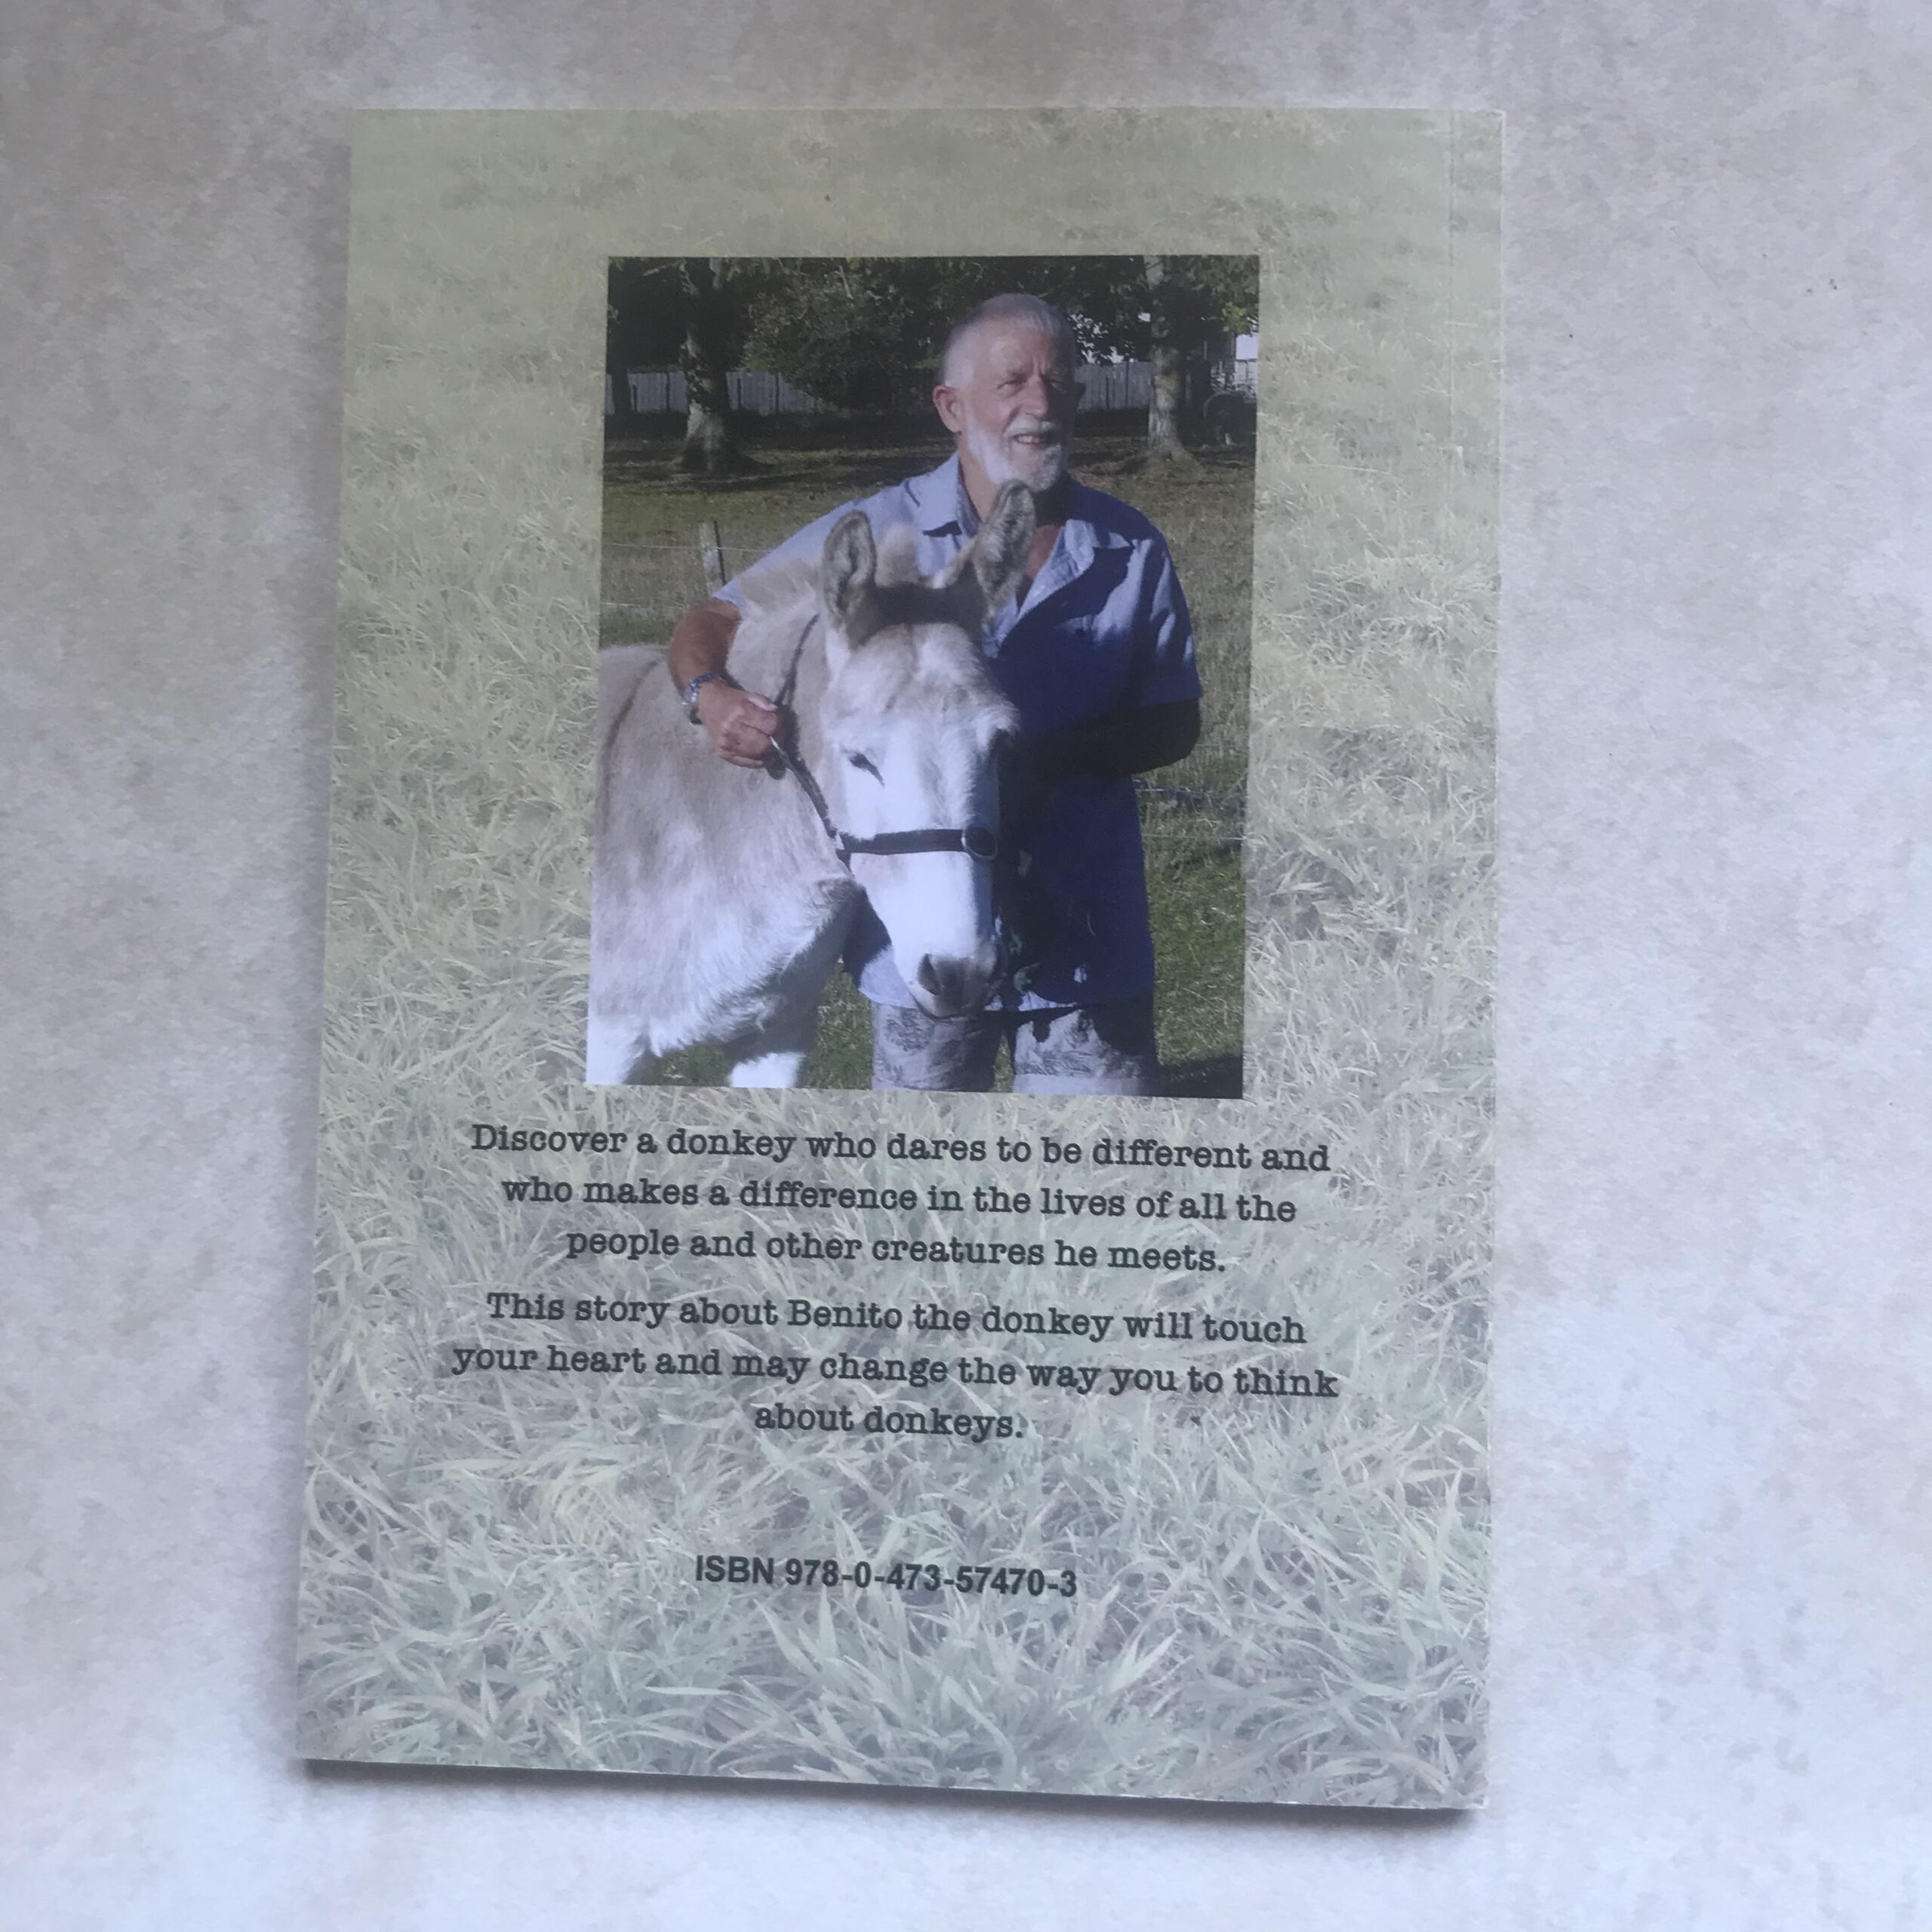 Discover a donkey who dares to be different and
who makes a difference in the lives of all the
people and other creatures he meets.
This story about Benito the donkey will touch
your heart and may change the way you to think
about donkeys.
ISBN 978-0-473-57470-3